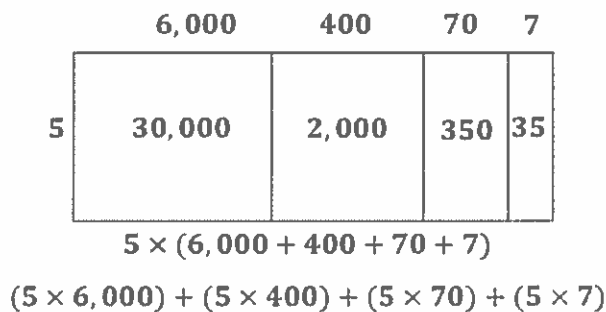 6,000 400 70 7
5 30,000 2,000 350 35
5 × (6,000 + 400 + 70 + 7)
(5 × 6,000) + (5 × 400) + (5 × 70) + (5 × 7)